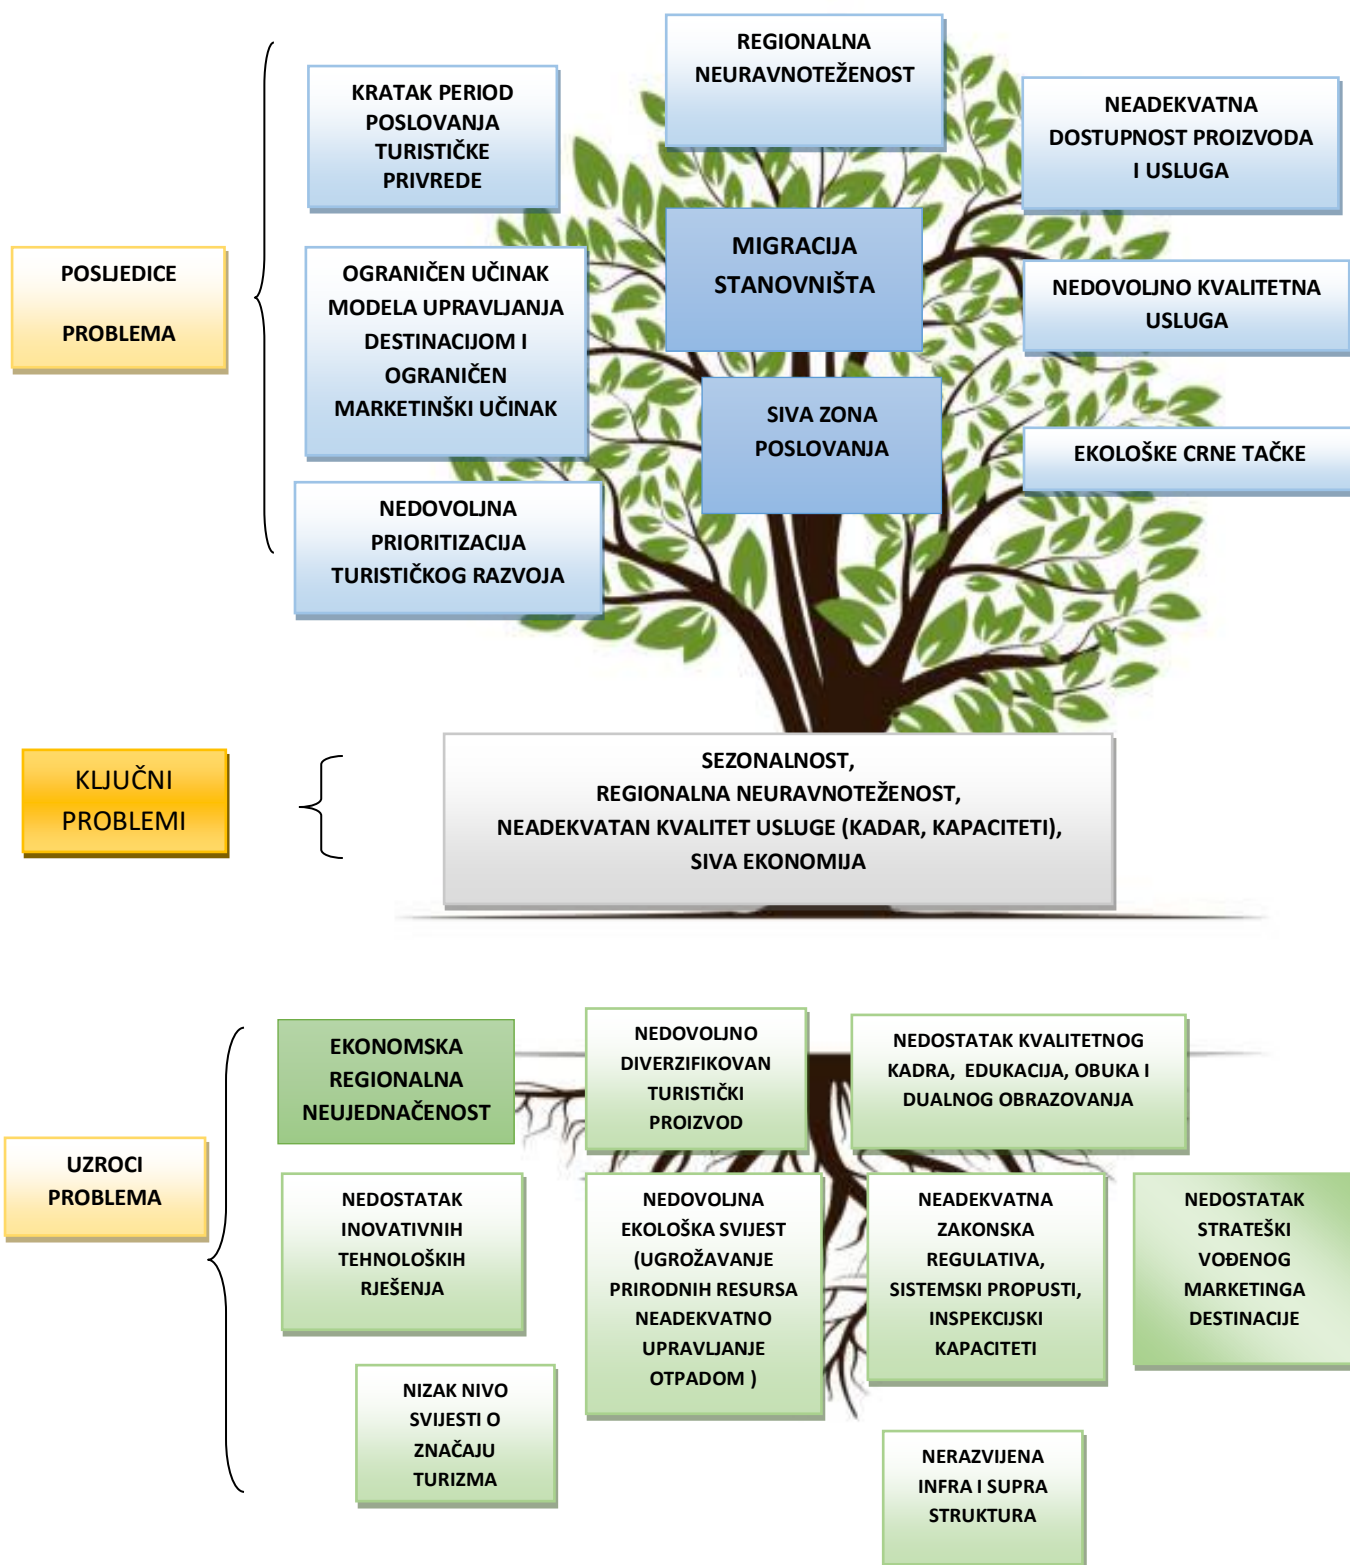 POSLJEDICE
PROBLEMA
KRATAK PERIOD
POSLOVANJA
TURISTIČKE
PRIVREDE
REGIONALNA
NEURAVNOTEŽENOST
NEADEKVATNA
DOSTUPNOST PROIZVODA
I USLUGA
OGRANIČEN UČINAK
MODELA UPRAVLJANJA
DESTINACIJOM I
OGRANIČEN
MARKETINŠKI UČINAK
MIGRACIJA
STANOVNIŠTA
NEDOVOLJNO KVALITETNA
USLUGA
SIVA ZONA
POSLOVANJA
EKOLOŠKE CRNE TAČKE
NEDOVOLJNA
PRIORITIZACIJA
TURISTIČKOG RAZVOJA
KLJUČNI
PROBLEMI
SEZONALNOST,
REGIONALNA NEURAVNOTEŽENOST,
NEADEKVATAN KVALITET USLUGE (KADAR, KAPACITETI),
SIVA EKONOMIJA
UZROCI
PROBLEMA
EKONOMSKA
REGIONALNA
NEUJEDNAČENOST
NEDOVOLJNO
DIVERZIFIKOVAN
TURISTIČKI
PROIZVOD
NEDOSTATAK KVALITETNOG
KADRA, EDUKACIJA, OBUKA I
DUALNOG OBRAZOVANJA
NEDOSTATAK
INOVATIVNIH
TEHNOLOŠKIH
RJEŠENJA
NEDOVOLJNA
EKOLOŠKA SVIJEST
(UGROŽAVANJE
PRIRODNIH RESURSA
NEADEKVATNO
UPRAVLJANJE
OTPADOM )
NEADEKVATNA
ZAKONSKA
REGULATIVA,
SISTEMSKI PROPUSTI,
INSPEKCIJSKI
KAPACITETI
NEDOSTATAK
STRATEŠKI
VOĐENOG
MARKETINGA
DESTINACIJE
NIZAK NIVO
SVIJESTI O
ZNAČAJU
TURIZMA
NERAZVIJENA
INFRA I SUPRA
STRUKTURA